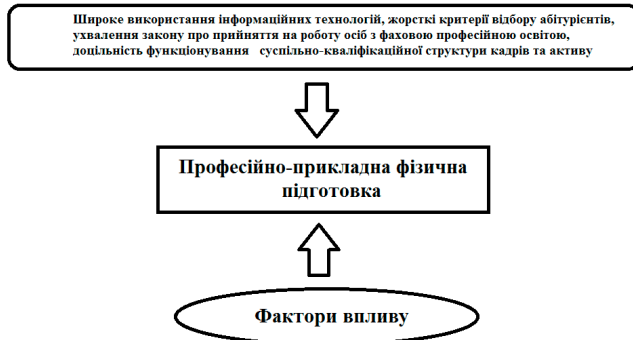 Широке використання інформаційних технологій, жорсткі критерії відбору абітурієнтів,
ухвалення закону про прийняття на роботу осіб з фаховою професійною освітою,
доцільність функціонування суспільно-кваліфікаційної структури кадрів та активу
Професійно-прикладна фізична
підготовка
Фактори впливу